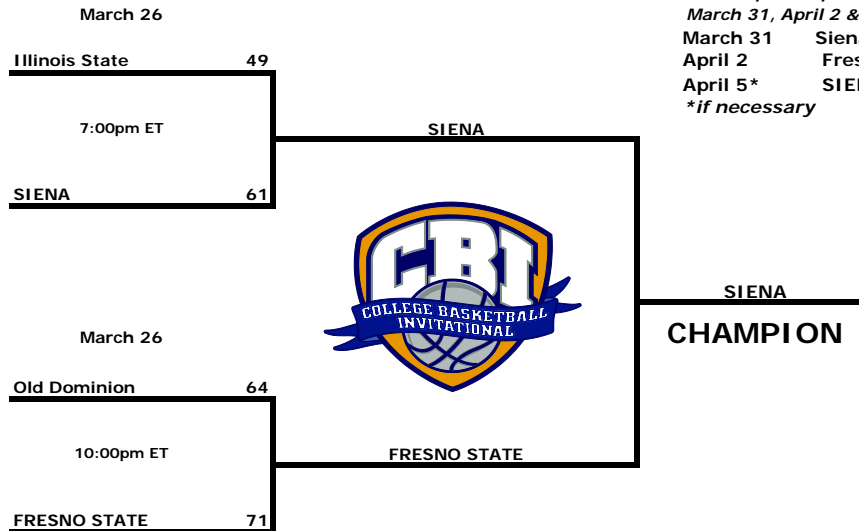 March 26
March 31, April 2 &
March 31
April 2
April 5*
*if necessary
Illinois State 49
7:00pm ET
SIENA
SIENA 61
CBI
COLLEGE BASKETBALL
INVITATIONAL
SIENA
CHAMPION
March 26
Old Dominion 64
10:00pm ET
FRESNO STATE
FRESNO STATE 71